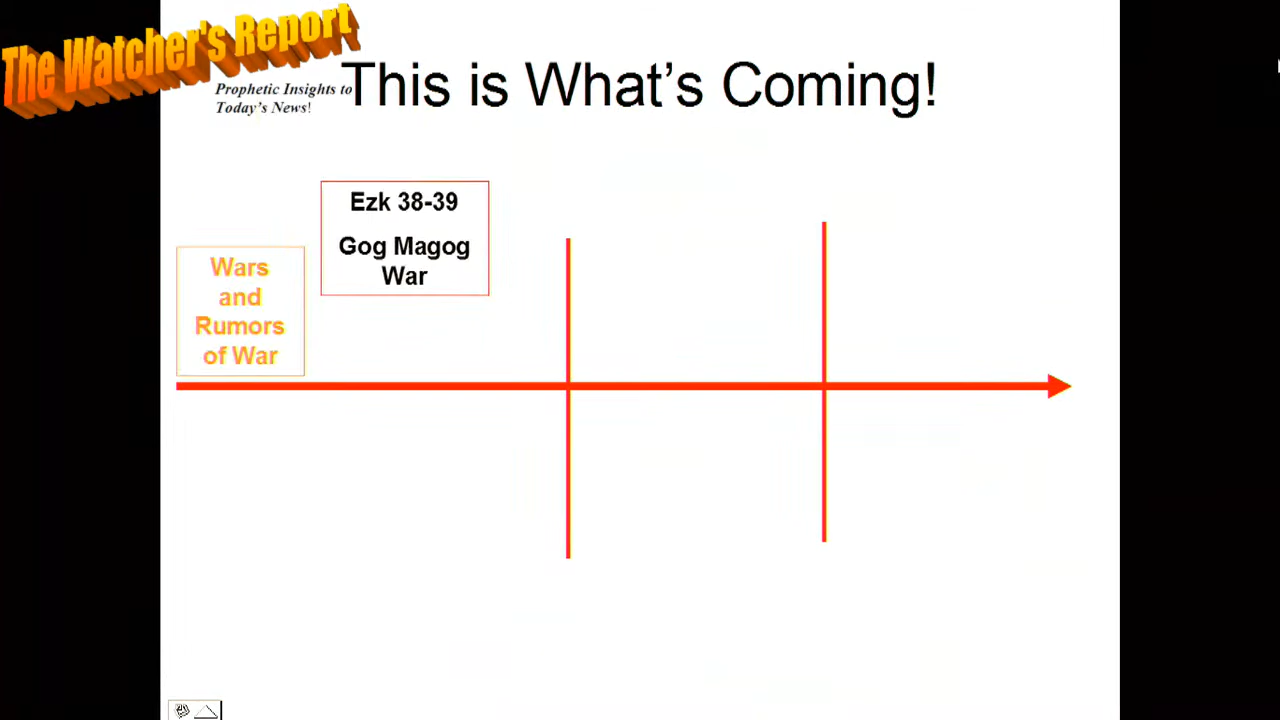 The Watcher's Report
Prophetic Insights to
Today's News!
This is What's Coming!
Ezk 38-39
Gog Magog
War
Wars
and
Rumors
of War